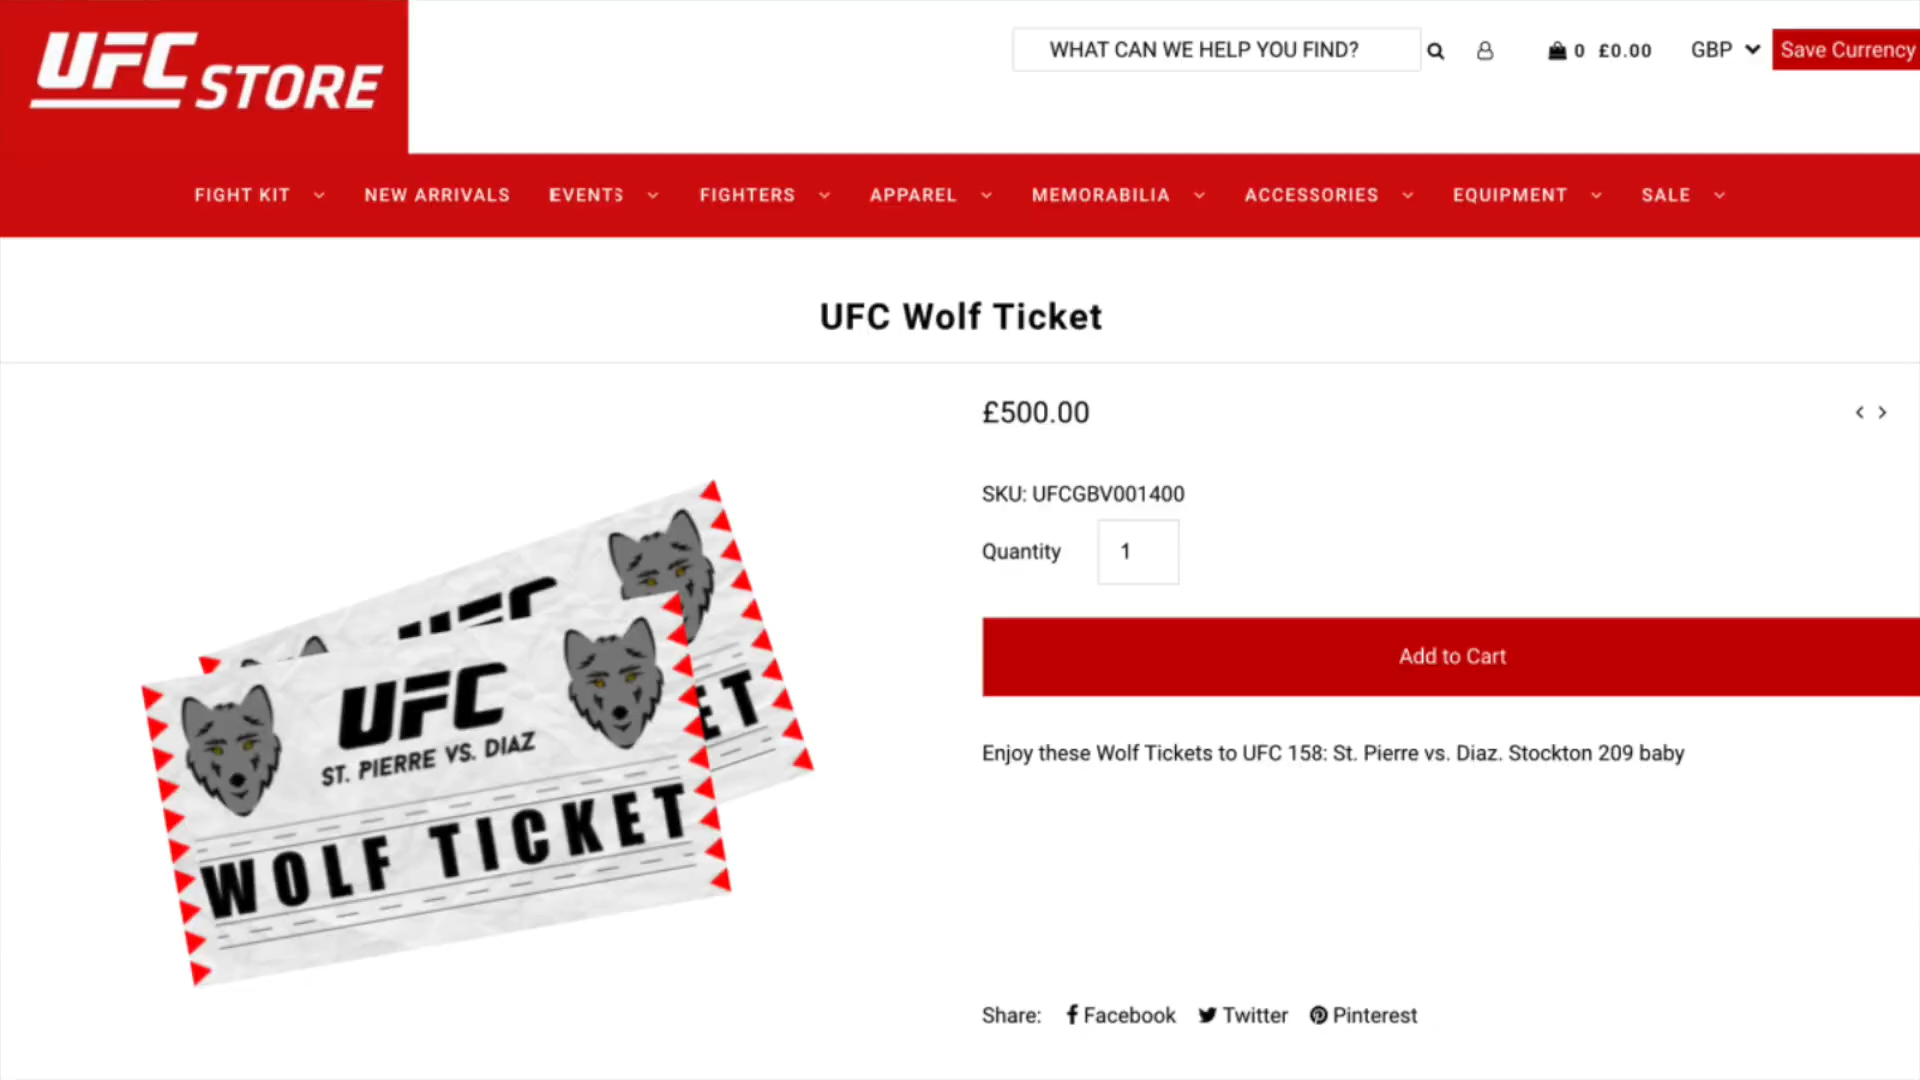 UFC STORE
WHAT CAN WE HELP YOU FIND?
0 £0.00
GBP
Save Currency
FIGHT KIT
NEW ARRIVALS
EVENTS
FIGHTERS
APPAREL
MEMORABILIA
ACCESSORIES
EQUIPMENT
SALE
UFC Wolf Ticket
£500.00
SKU: UFCGBV001400
Quantity 1
Add to Cart
Enjoy these Wolf Tickets to UFC 158: St. Pierre vs. Diaz. Stockton 209 baby
UFC
ST. PIERRE VS. DIAZ
WOLF TICKET
ET
Share: Facebook Twitter Pinterest